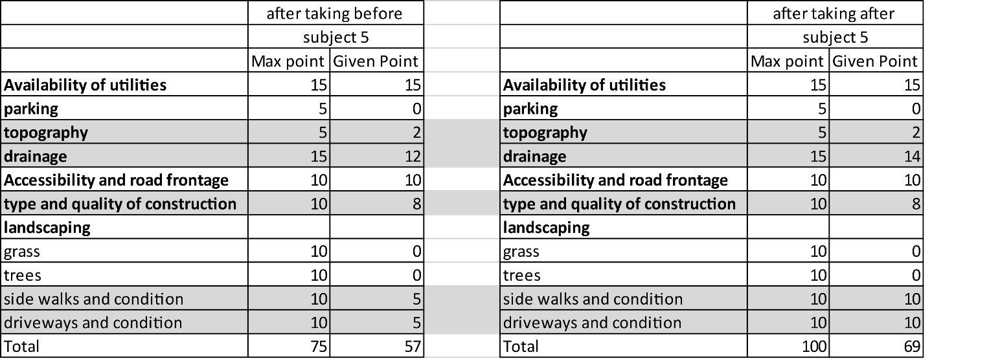 after taking before after taking after
subject 5 subject 5
Max point Given Point Max point Given Point
Availability of utilities 15 15 Availability of utilities 15 15
parking 5 0 parking 5 0
topography 5 2 topography 5 2
drainage 15 12 drainage 15 14
Accessibility and road frontage 10 10 Accessibility and road frontage 10 10
type and quality of construction 10 8 type and quality of construction 10 8
landscaping landscaping
grass 10 0 grass 10 0
trees 10 0 trees 10 0
side walks and condition 10 5 side walks and condition 10 10
driveways and condition 10 5 driveways and condition 10 10
Total 75 57 Total 100 69